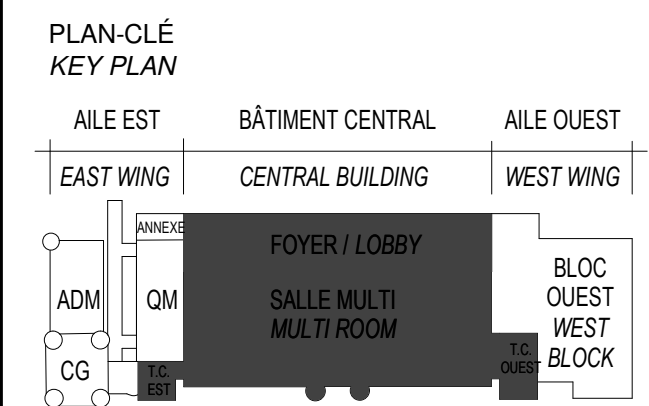 PLAN-CLÉ
KEY PLAN
AILE EST BÂTIMENT CENTRAL AILE OUEST
EAST WING CENTRAL BUILDING WEST WING
ANNEXE
FOYER / LOBBY
ADM
QM
SALLE MULTI
MULTI ROOM
BLOC
OUEST
WEST
BLOCK
CG
T.C.
EST
T.C.
OUEST